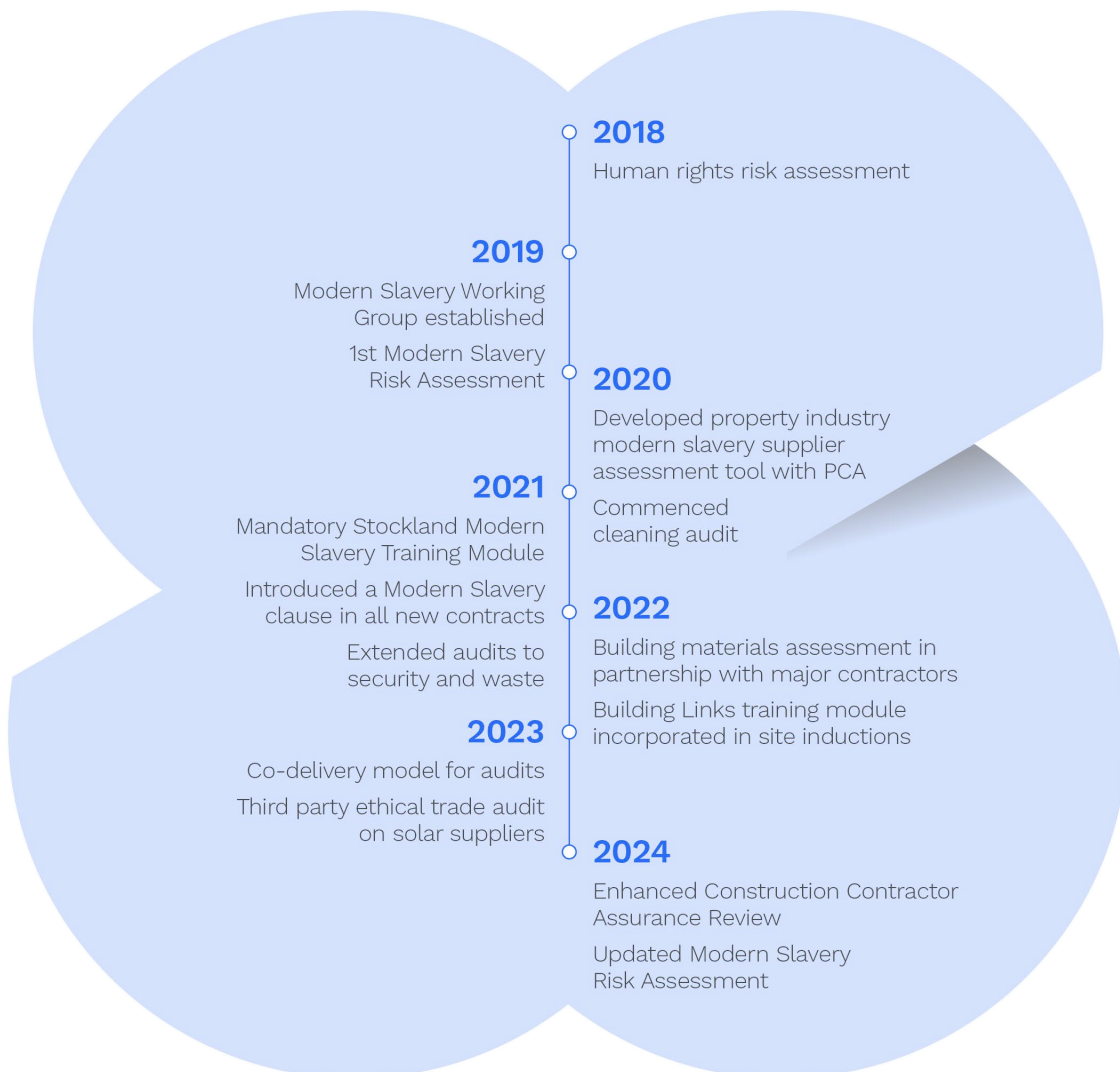 2018
Human rights risk assessment
2019
Modern Slavery Working
Group established
1st Modern Slavery
Risk Assessment
2020
Developed property industry
modern slavery supplier
assessment tool with PCA
Commenced
cleaning audit
2021
Mandatory Stockland Modern
Slavery Training Module
Introduced a Modern Slavery
clause in all new contracts
Extended audits to
security and waste
2022
Building materials assessment in
partnership with major contractors
Building Links training module
incorporated in site inductions
2023
Co-delivery model for audits
Third party ethical trade audit
on solar suppliers
2024
Enhanced Construction Contractor
Assurance Review
Updated Modern Slavery
Risk Assessment